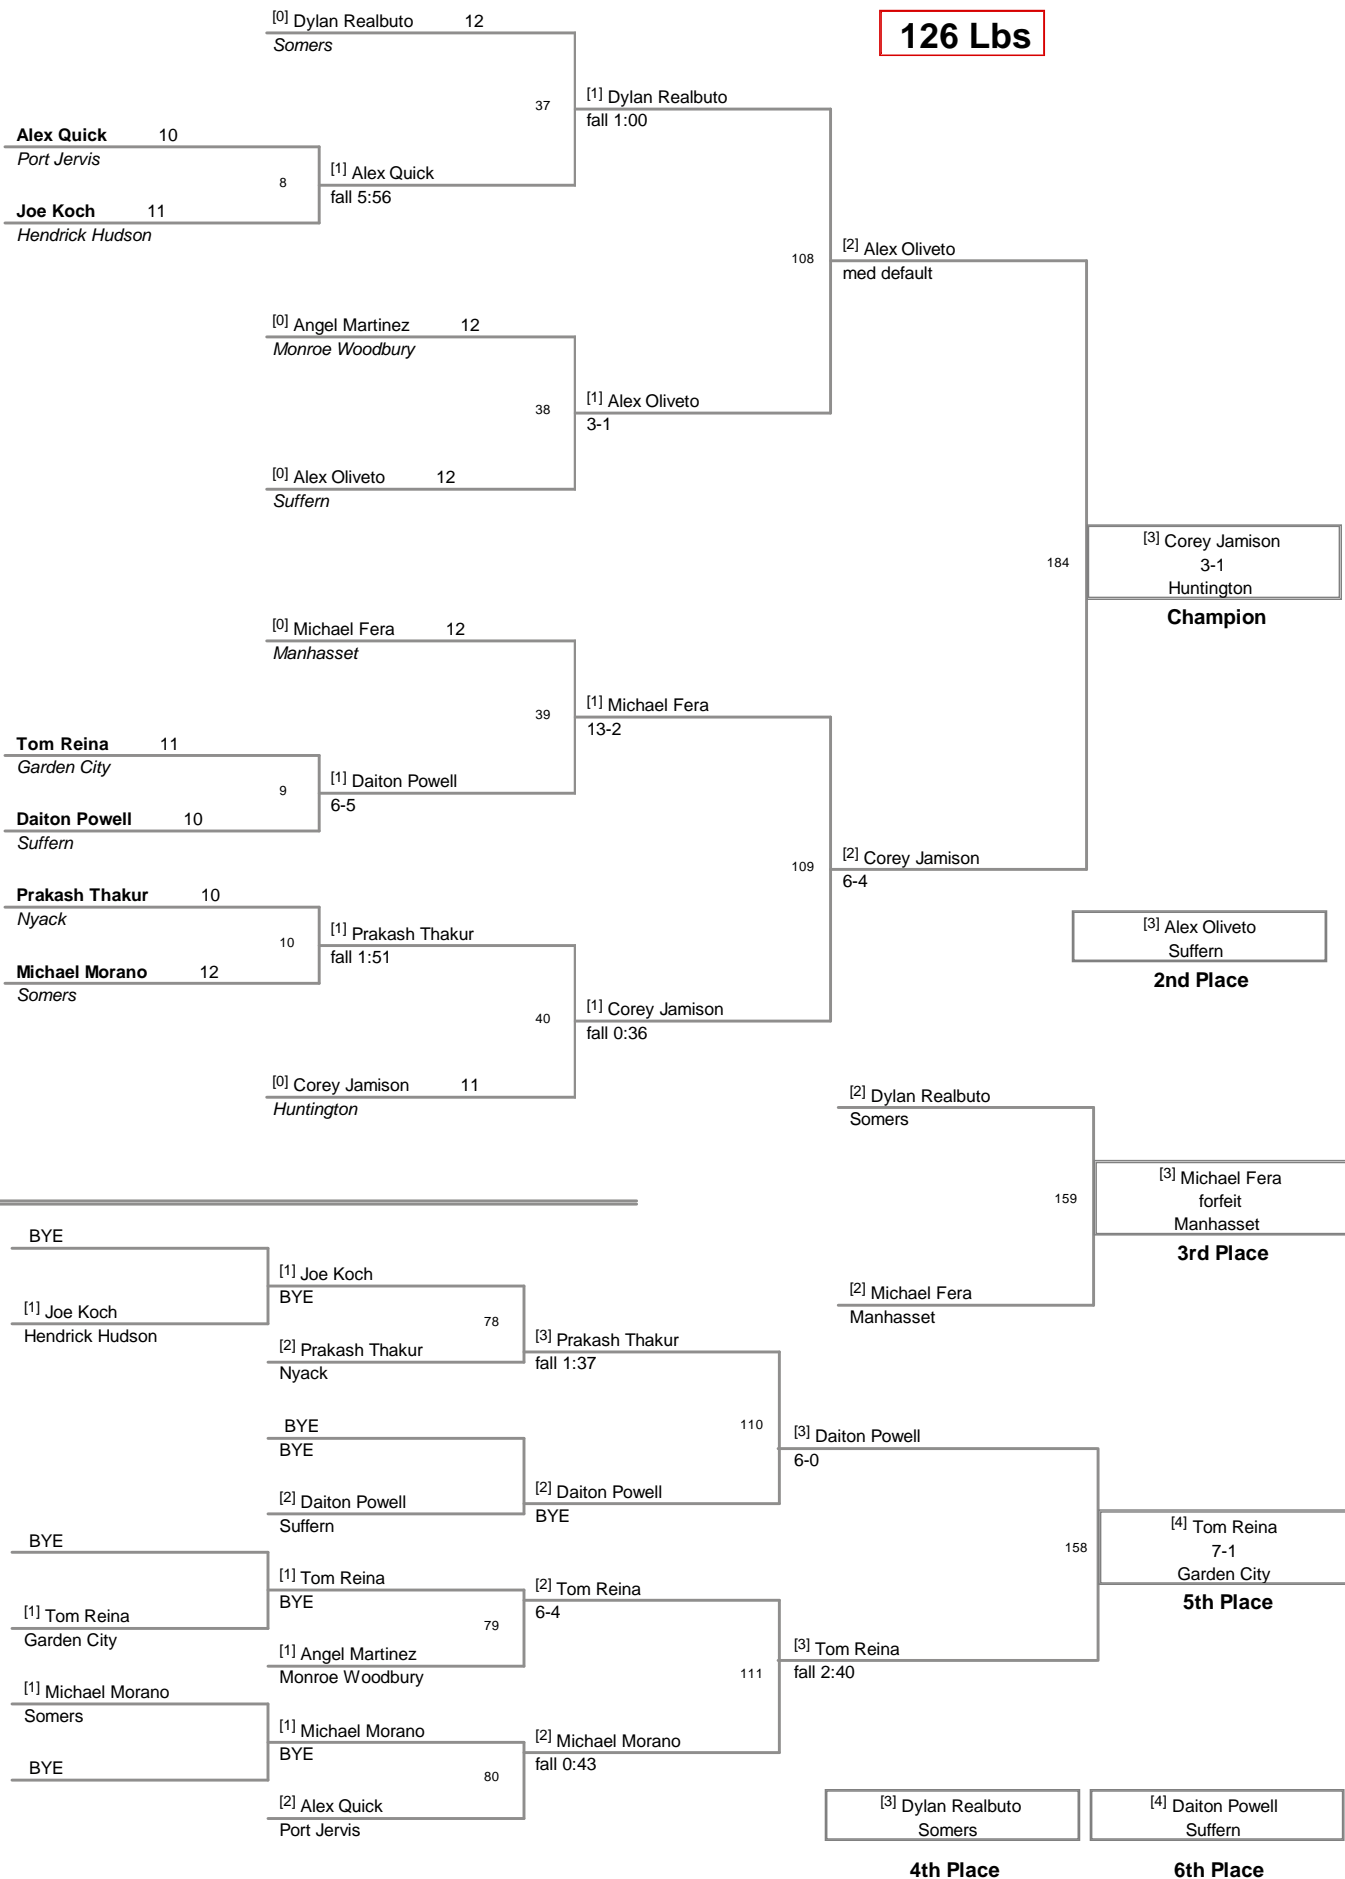 126 Lbs
[0] Dylan Realbuto 12
Somers
37
[1] Dylan Realbuto
fall 1:00
Alex Quick 10
Port Jervis
8
[1] Alex Quick
fall 5:56
Joe Koch 11
Hendrick Hudson
108
[2] Alex Oliveto
med default
[0] Angel Martinez 12
Monroe Woodbury
38
[1] Alex Oliveto
3-1
[0] Alex Oliveto 12
Suffern
184
[3] Corey Jamison
3-1
Huntington
Champion
[0] Michael Fera 12
Manhasset
39
[1] Michael Fera
13-2
Tom Reina 11
Garden City
9
[1] Daiton Powell
6-5
Daiton Powell 10
Suffern
109
[2] Corey Jamison
6-4
Prakash Thakur 10
Nyack
10
[1] Prakash Thakur
fall 1:51
Michael Morano 12
Somers
40
[1] Corey Jamison
fall 0:36
[0] Corey Jamison 11
Huntington
[3] Alex Oliveto
Suffern
2nd Place
[2] Dylan Realbuto
Somers
159
[3] Michael Fera
forfeit
Manhasset
3rd Place
[2] Michael Fera
Manhasset
BYE
[1] Joe Koch
BYE
[1] Joe Koch
Hendrick Hudson
78
[2] Prakash Thakur
Nyack
[3] Prakash Thakur
fall 1:37
BYE
BYE
110
[3] Daiton Powell
6-0
[2] Daiton Powell
Suffern
[2] Daiton Powell
BYE
BYE
[1] Tom Reina
BYE
[1] Tom Reina
Garden City
79
[2] Tom Reina
6-4
[1] Angel Martinez
Monroe Woodbury
158
[4] Tom Reina
7-1
Garden City
5th Place
111
[3] Tom Reina
fall 2:40
[1] Michael Morano
Somers
[1] Michael Morano
BYE
BYE
80
[2] Michael Morano
fall 0:43
[2] Alex Quick
Port Jervis
[3] Dylan Realbuto
Somers
4th Place
[4] Daiton Powell
Suffern
6th Place